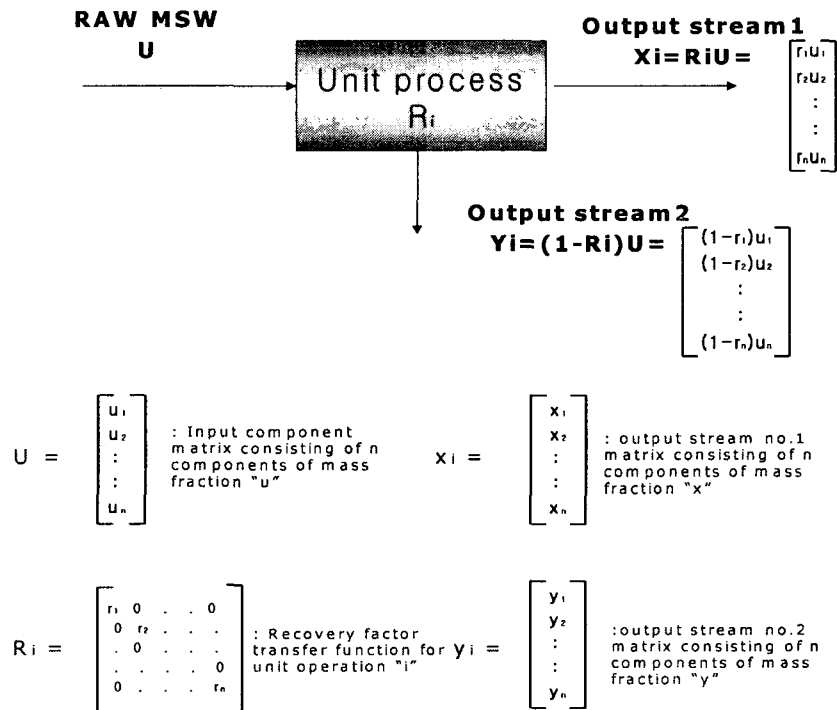 RAW MSW
U
Unit process
Ri
Output stream1
Xi=RiU=
r₁u₁
r₂u₂
:
:
rₙuₙ
Output stream2
Yi=(1-Ri)U=
(1-r₁)u₁
(1-r₂)u₂
:
:
(1-rₙ)uₙ
U =
u₁
u₂
:
:
uₙ
: Input component
matrix consisting of n
components of mass
fraction "u"
xi =
x₁
x₂
:
:
xₙ
: output stream no.1
matrix consisting of n
components of mass
fraction "x"
Ri =
r₁ 0 . . 0
0 r₂ . . .
. 0 . . .
. . . . 0
0 . . . rₙ
: Recovery factor
transfer function for
unit operation "i"
yi =
y₁
y₂
:
:
yₙ
:output stream no.2
matrix consisting of n
components of mass
fraction "y"